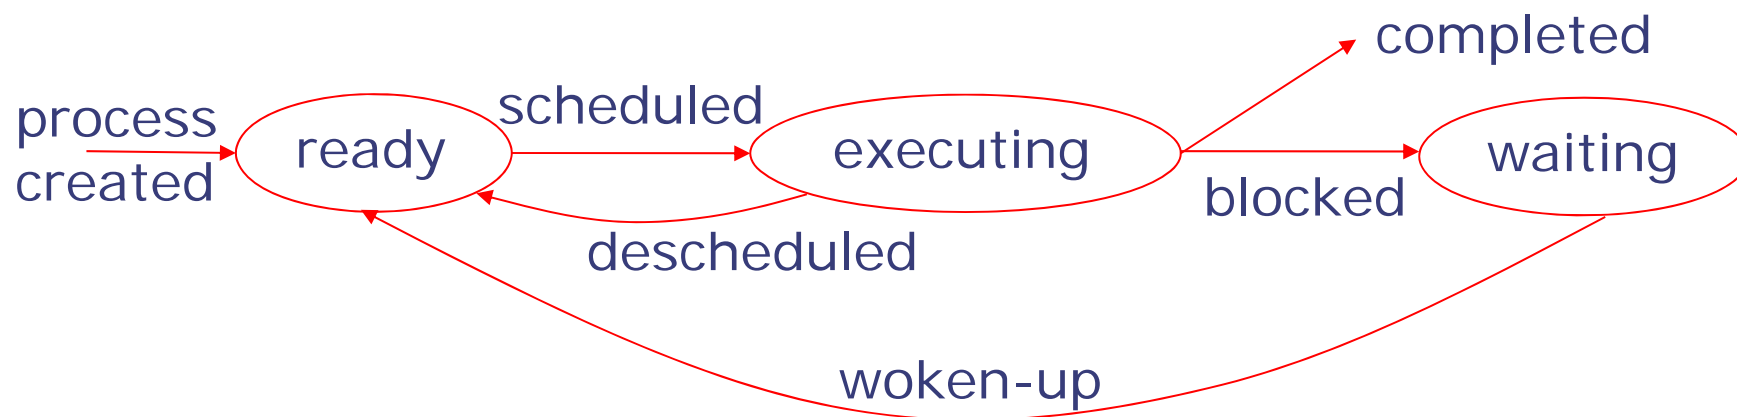 completed
process
created
scheduled
ready
executing
waiting
blocked
descheduled
woken-up